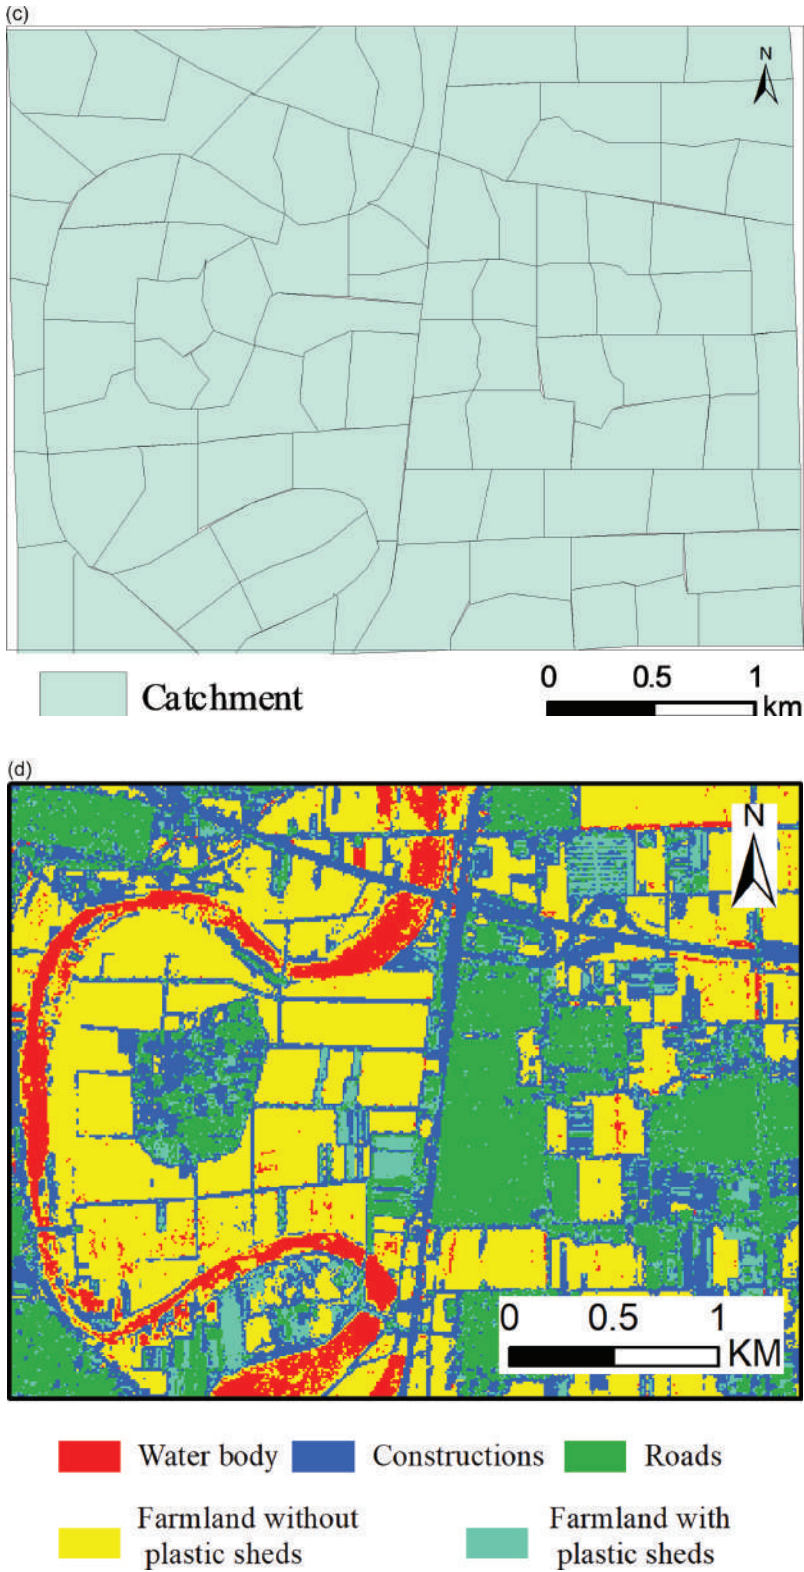 (c)
N
Catchment
0 0.5 1
km
(d)
N
0 0.5 1
KM
Water body Constructions Roads
Farmland without Farmland with
plastic sheds plastic sheds